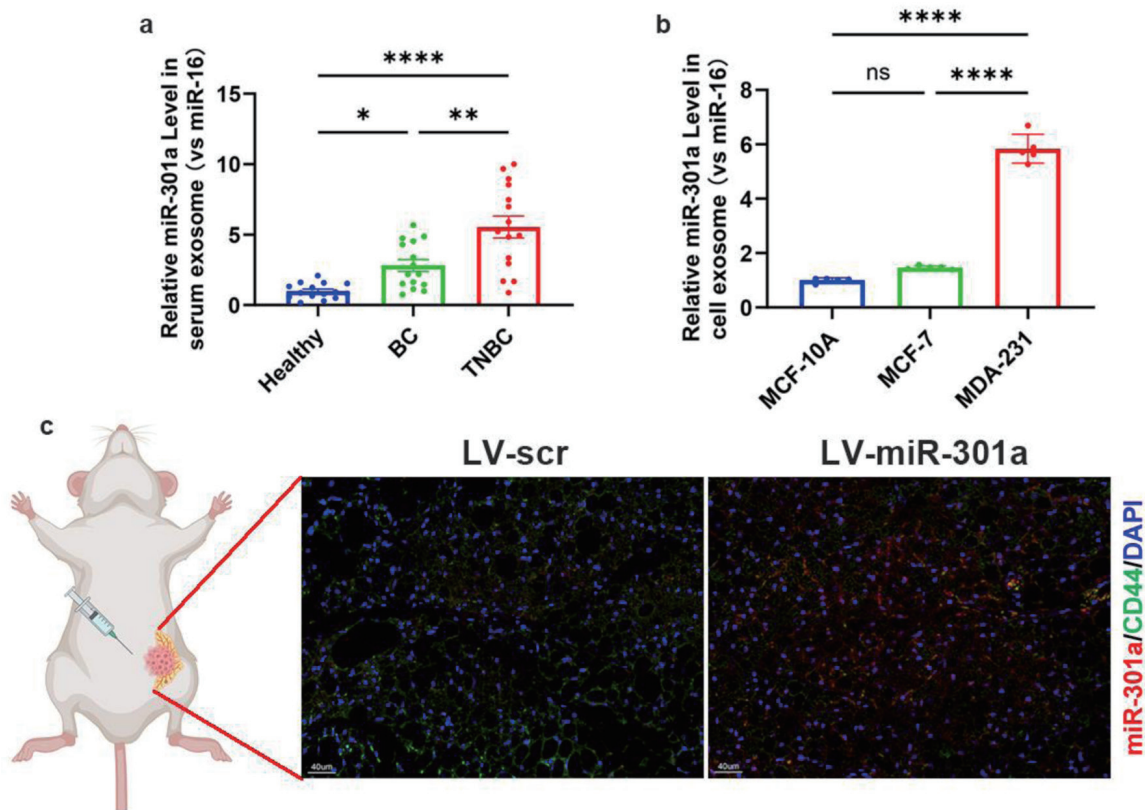 a
Relative miR-301a Level in
serum exosome (vs miR-16)
15
10
5
0
****
*
**
Healthy
BC
TNBC
b
Relative miR-301a Level in
cell exosome (vs miR-16)
8
6
4
2
0
****
ns
****
MCF-10A
MCF-7
MDA-231
c
LV-scr
LV-miR-301a
40um
40um
miR-301a/CD44/DAPI